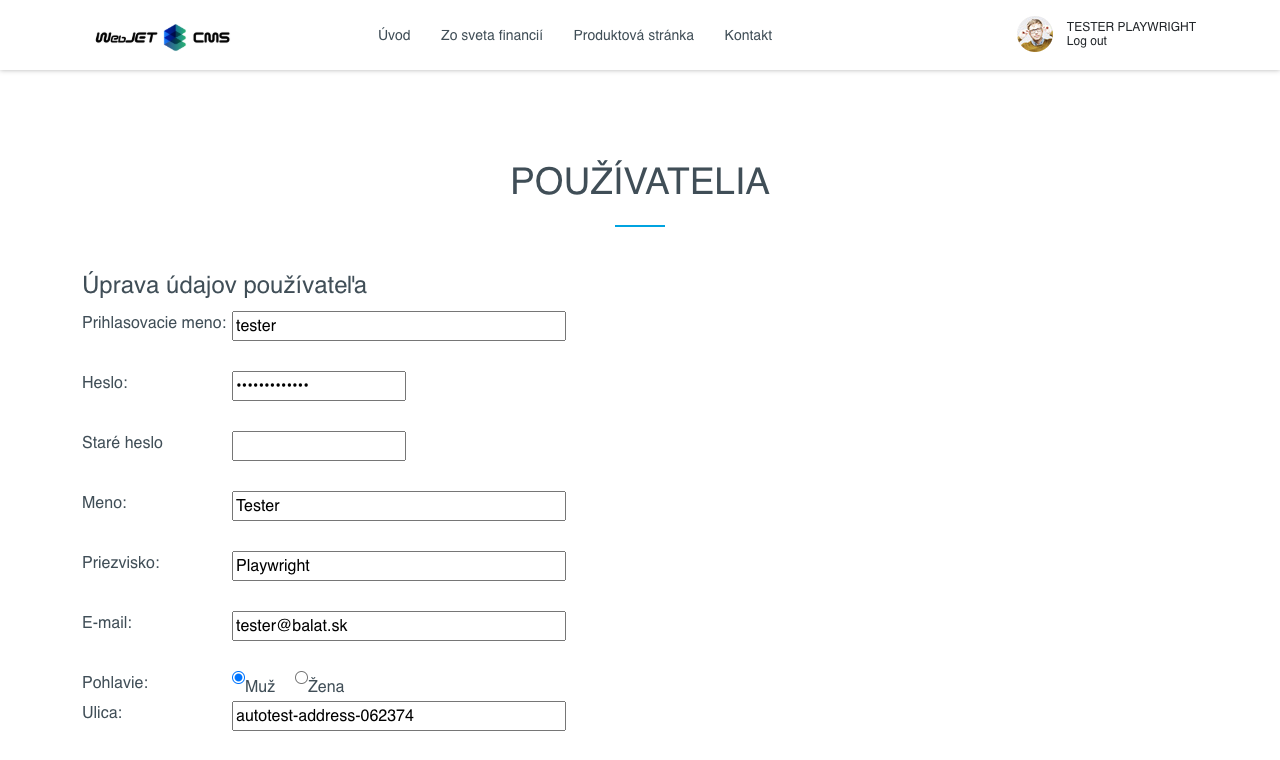 WebJET CMS
Úvod
Zo sveta financií
Produktová stránka
Kontakt
TESTER PLAYWRIGHT
Log out
POUŽÍVATELIA
Úprava údajov používateľa
Prihlasovacie meno: tester
Heslo: •••••••••••••
Staré heslo
Meno: Tester
Priezvisko: Playwright
E-mail: tester@balat.sk
Pohlavie: Muž Žena
Ulica: autotest-address-062374